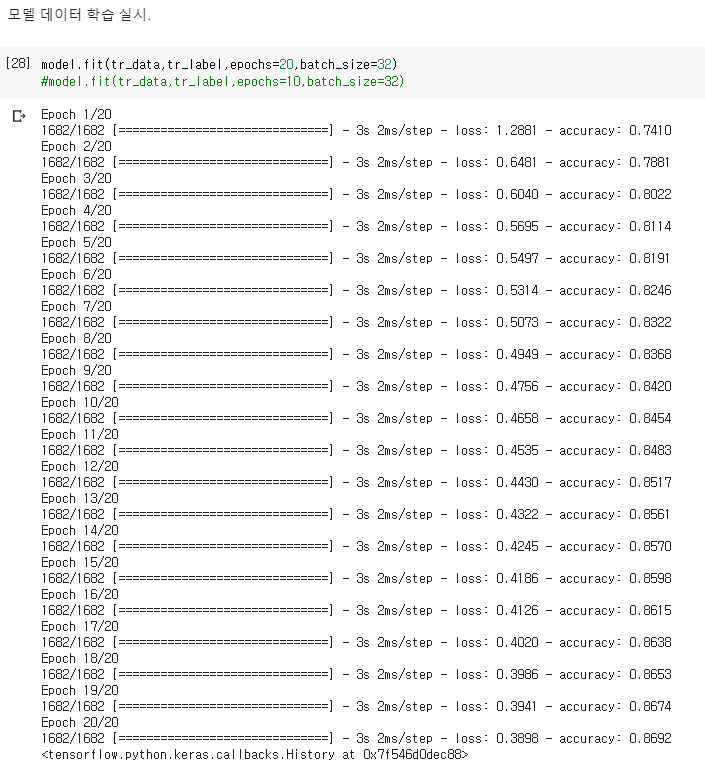 모델 데이터 학습 실시.
[28] model.fit(tr_data,tr_label,epochs=20,batch_size=32)
#model.fit(tr_data,tr_label,epochs=10,batch_size=32)
Epoch 1/20
1682/1682 [==============================] - 3s 2ms/step - loss: 1.2881 - accuracy: 0.7410
Epoch 2/20
1682/1682 [==============================] - 3s 2ms/step - loss: 0.6481 - accuracy: 0.7881
Epoch 3/20
1682/1682 [==============================] - 3s 2ms/step - loss: 0.6040 - accuracy: 0.8022
Epoch 4/20
1682/1682 [==============================] - 3s 2ms/step - loss: 0.5695 - accuracy: 0.8114
Epoch 5/20
1682/1682 [==============================] - 3s 2ms/step - loss: 0.5497 - accuracy: 0.8191
Epoch 6/20
1682/1682 [==============================] - 3s 2ms/step - loss: 0.5314 - accuracy: 0.8246
Epoch 7/20
1682/1682 [==============================] - 3s 2ms/step - loss: 0.5073 - accuracy: 0.8322
Epoch 8/20
1682/1682 [==============================] - 3s 2ms/step - loss: 0.4949 - accuracy: 0.8368
Epoch 9/20
1682/1682 [==============================] - 3s 2ms/step - loss: 0.4756 - accuracy: 0.8420
Epoch 10/20
1682/1682 [==============================] - 3s 2ms/step - loss: 0.4658 - accuracy: 0.8454
Epoch 11/20
1682/1682 [==============================] - 3s 2ms/step - loss: 0.4535 - accuracy: 0.8483
Epoch 12/20
1682/1682 [==============================] - 3s 2ms/step - loss: 0.4430 - accuracy: 0.8517
Epoch 13/20
1682/1682 [==============================] - 3s 2ms/step - loss: 0.4322 - accuracy: 0.8561
Epoch 14/20
1682/1682 [==============================] - 3s 2ms/step - loss: 0.4245 - accuracy: 0.8570
Epoch 15/20
1682/1682 [==============================] - 3s 2ms/step - loss: 0.4186 - accuracy: 0.8598
Epoch 16/20
1682/1682 [==============================] - 3s 2ms/step - loss: 0.4126 - accuracy: 0.8615
Epoch 17/20
1682/1682 [==============================] - 3s 2ms/step - loss: 0.4020 - accuracy: 0.8638
Epoch 18/20
1682/1682 [==============================] - 3s 2ms/step - loss: 0.3986 - accuracy: 0.8653
Epoch 19/20
1682/1682 [==============================] - 3s 2ms/step - loss: 0.3941 - accuracy: 0.8674
Epoch 20/20
1682/1682 [==============================] - 3s 2ms/step - loss: 0.3898 - accuracy: 0.8692
<tensorflow.python.keras.callbacks.History at 0x7f546d0dec88>